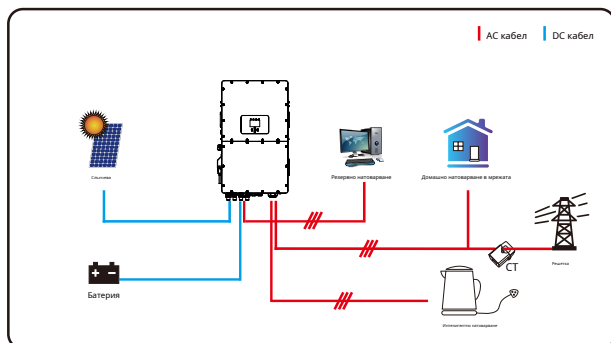 AC кабел DC кабел
Слънчева
Резервно натоварване
Домашно натоварване в мрежата
CT
Решетка
Батерия
Интелигентно натоварване